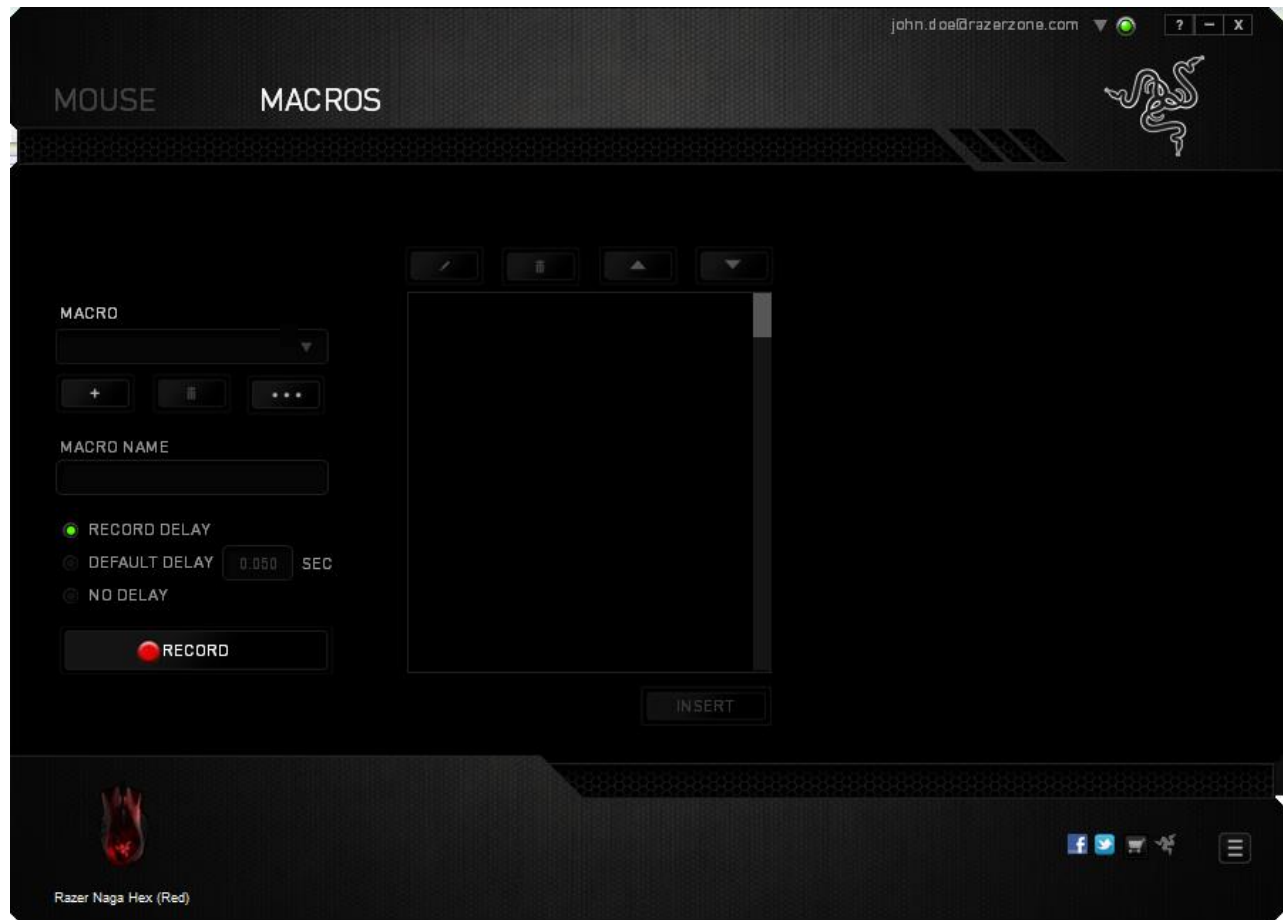 john.doe@razerzone.com ? – X
MOUSE MACROS
MACRO
+ •••
MACRO NAME
RECORD DELAY
DEFAULT DELAY 0.050 SEC
NO DELAY
RECORD
INSERT
Razer Naga Hex (Red)